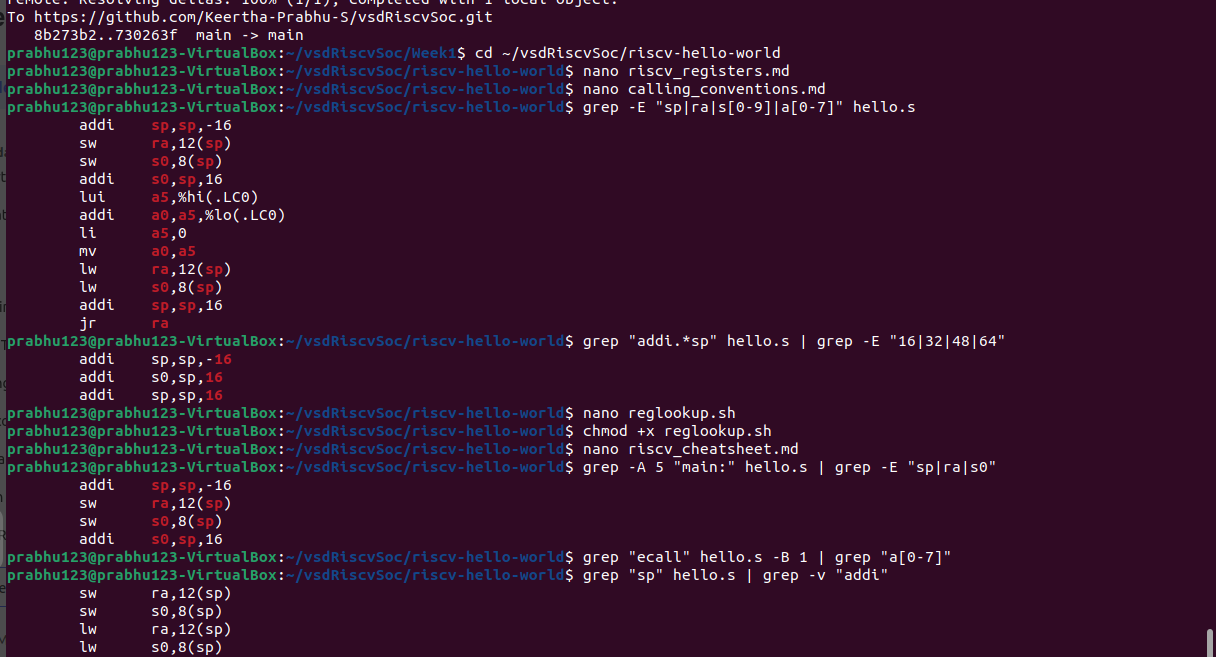 remote: Resolving deltas: 100% (1/1), completed with 1 local object.
To https://github.com/Keertha-Prabhu-S/vsdRiscvSoc.git
   8b273b2..730263f  main -> main
prabhu123@prabhu123-VirtualBox:~/vsdRiscvSoc/Week1$ cd ~/vsdRiscvSoc/riscv-hello-world
prabhu123@prabhu123-VirtualBox:~/vsdRiscvSoc/riscv-hello-world$ nano riscv_registers.md
prabhu123@prabhu123-VirtualBox:~/vsdRiscvSoc/riscv-hello-world$ nano calling_conventions.md
prabhu123@prabhu123-VirtualBox:~/vsdRiscvSoc/riscv-hello-world$ grep -E "sp|ra|s[0-9]|a[0-7]" hello.s
        addi    sp,sp,-16
        sw      ra,12(sp)
        sw      s0,8(sp)
        addi    s0,sp,16
        lui     a5,%hi(.LC0)
        addi    a0,a5,%lo(.LC0)
        li      a5,0
        mv      a0,a5
        lw      ra,12(sp)
        lw      s0,8(sp)
        addi    sp,sp,16
        jr      ra
prabhu123@prabhu123-VirtualBox:~/vsdRiscvSoc/riscv-hello-world$ grep "addi.*sp" hello.s | grep -E "16|32|48|64"
        addi    sp,sp,-16
        addi    s0,sp,16
        addi    sp,sp,16
prabhu123@prabhu123-VirtualBox:~/vsdRiscvSoc/riscv-hello-world$ nano reglookup.sh
prabhu123@prabhu123-VirtualBox:~/vsdRiscvSoc/riscv-hello-world$ chmod +x reglookup.sh
prabhu123@prabhu123-VirtualBox:~/vsdRiscvSoc/riscv-hello-world$ nano riscv_cheatsheet.md
prabhu123@prabhu123-VirtualBox:~/vsdRiscvSoc/riscv-hello-world$ grep -A 5 "main:" hello.s | grep -E "sp|ra|s0"
        addi    sp,sp,-16
        sw      ra,12(sp)
        sw      s0,8(sp)
        addi    s0,sp,16
prabhu123@prabhu123-VirtualBox:~/vsdRiscvSoc/riscv-hello-world$ grep "ecall" hello.s -B 1 | grep "a[0-7]"
prabhu123@prabhu123-VirtualBox:~/vsdRiscvSoc/riscv-hello-world$ grep "sp" hello.s | grep -v "addi"
        sw      ra,12(sp)
        sw      s0,8(sp)
        lw      ra,12(sp)
        lw      s0,8(sp)